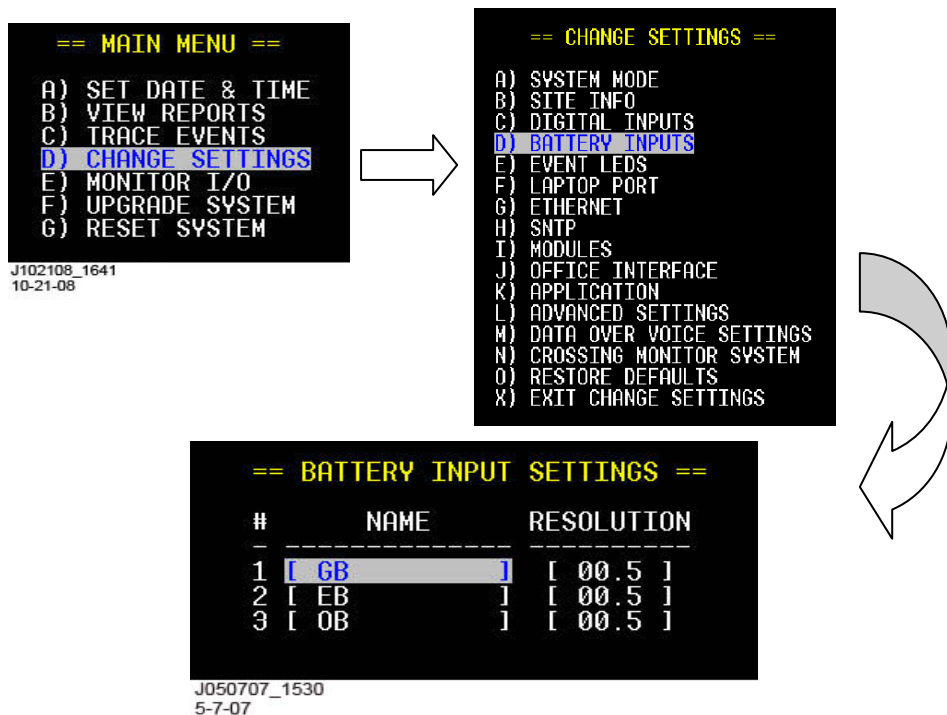 == MAIN MENU ==
A) SET DATE & TIME
B) VIEW REPORTS
C) TRACE EVENTS
D) CHANGE SETTINGS
E) MONITOR I/O
F) UPGRADE SYSTEM
G) RESET SYSTEM
J102108_1641
10-21-08
== CHANGE SETTINGS ==
A) SYSTEM MODE
B) SITE INFO
C) DIGITAL INPUTS
D) BATTERY INPUTS
E) EVENT LEDS
F) LAPTOP PORT
G) ETHERNET
H) SNTP
I) MODULES
J) OFFICE INTERFACE
K) APPLICATION
L) ADVANCED SETTINGS
M) DATA OVER VOICE SETTINGS
N) CROSSING MONITOR SYSTEM
O) RESTORE DEFAULTS
X) EXIT CHANGE SETTINGS
== BATTERY INPUT SETTINGS ==
# NAME RESOLUTION
- -------------- ----------
1 [ GB ] [ 00.5 ]
2 [ EB ] [ 00.5 ]
3 [ OB ] [ 00.5 ]
J050707_1530
5-7-07